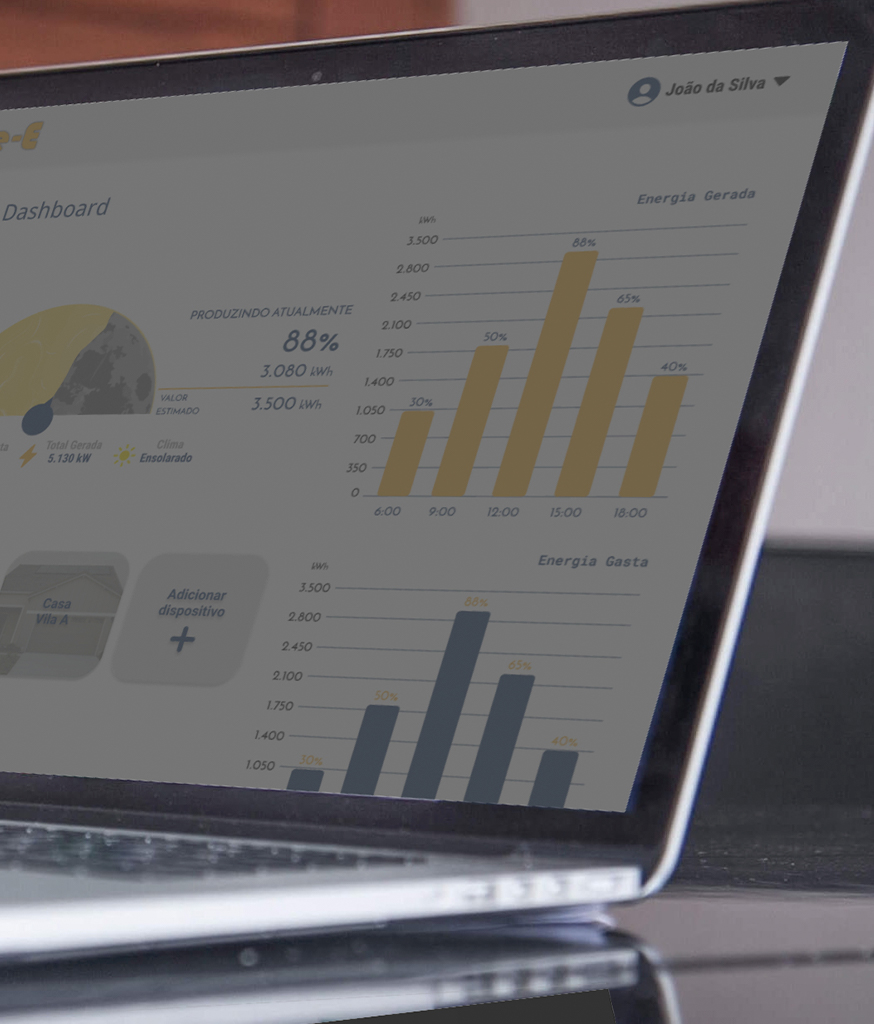 João da Silva
e-E
Dashboard
Energia Gerada
kWh
3.500
2.800
2.450
2.100
1.750
1.400
1.050
700
350
0
30%
50%
88%
65%
40%
6:00 9:00 12:00 15:00 18:00
PRODUZINDO ATUALMENTE
88%
3.080 kWh
VALOR
ESTIMADO
3.500 kWh
Total Gerada
5.130 kW
Clima
Ensolarado
Casa
Vila A
Adicionar
dispositivo
+
Energia Gasta
kWh
3.500
2.800
2.450
2.100
1.750
1.400
1.050
30%
50%
88%
65%
40%